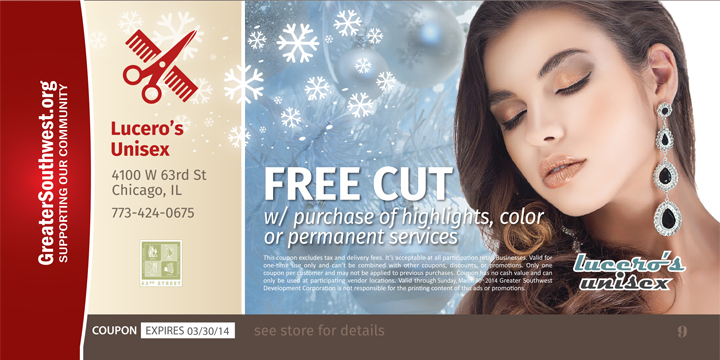 GreaterSouthwest.org
SUPPORTING OUR COMMUNITY
Lucero's
Unisex
4100 W 63rd St
Chicago, IL
773-424-0675
63RD STREET
FREE CUT
w/ purchase of highlights, color
or permanent services
This coupon excludes tax and delivery fees. It's acceptable at all participation retail Businesses. Valid for
one-time use only and can't be combined with other coupons, discounts, or promotions. Only one
coupon per customer and may not be applied to previous purchases. Coupon has no cash value and can
only be used at participating vendor locations. Valid through Sunday, March 2014 Greater Southwest
Development Corporation is not responsible for the printing content of this ads or promotions.
lucero's
unisex
COUPON EXPIRES 03/30/14 see store for details 9